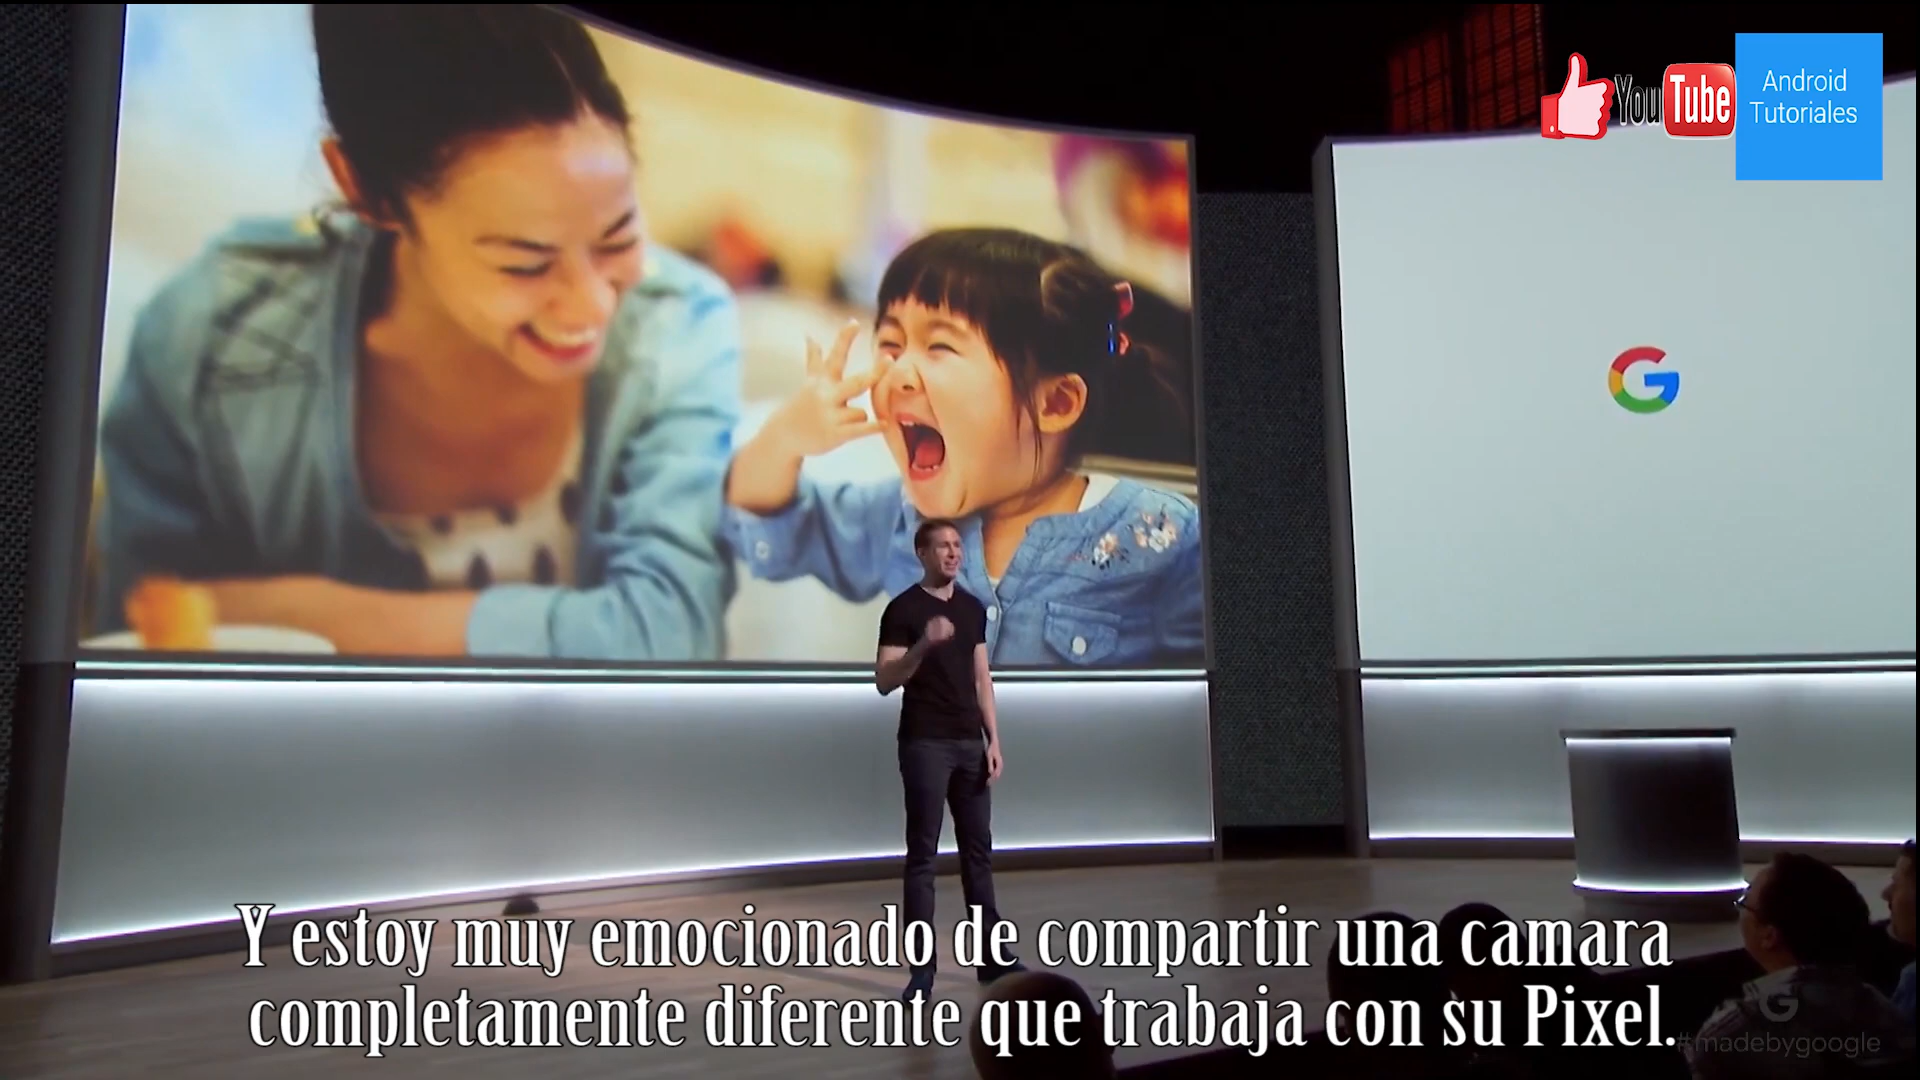 YouTube
Android
Tutoriales
G
Y estoy muy emocionado de compartir una camara
completamente diferente que trabaja con su Pixel.
G
#madebygoogle